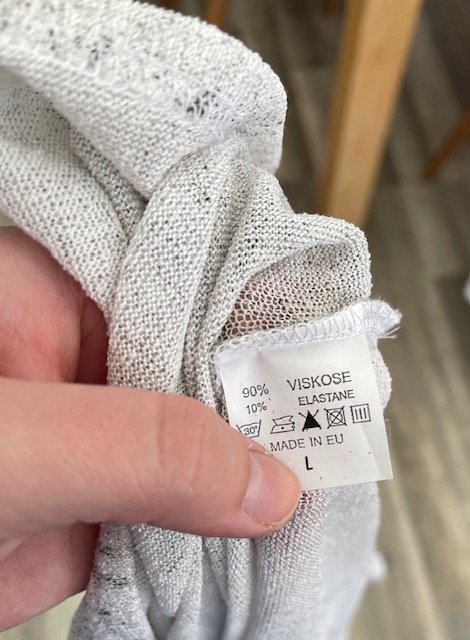 90% VISKOSE
10% ELASTANE
30°
MADE IN EU
L